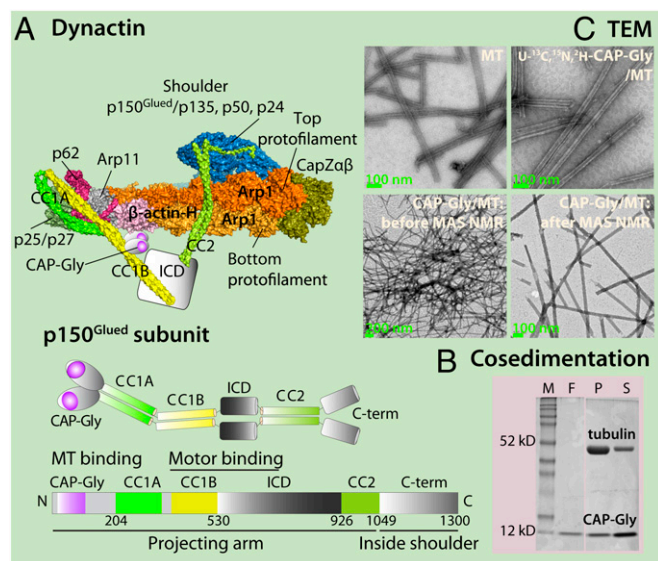 A Dynactin
Shoulder
p150Glued/p135, p50, p24
Top
protofilament
CapZαβ
p62
Arp11
CC1A
β-actin-H
Arp1
Arp1
p25/p27
CAP-Gly
CC1B
ICD
CC2
Bottom
protofilament
p150Glued subunit
CC1A
CC1B
ICD
CC2
CAP-Gly
C-term
MT binding
Motor binding
CAP-Gly
CC1A
CC1B
ICD
CC2
C-term
N
C
204
530
926
1049
1300
Projecting arm
Inside shoulder
C TEM
MT
100 nm
U-13C,15N,2H-CAP-Gly
/MT
100 nm
CAP-Gly/MT:
before MAS NMR
CAP-Gly/MT:
after MAS NMR
100 nm
B Cosedimentation
M F P S
52 kD
tubulin
12 kD
CAP-Gly